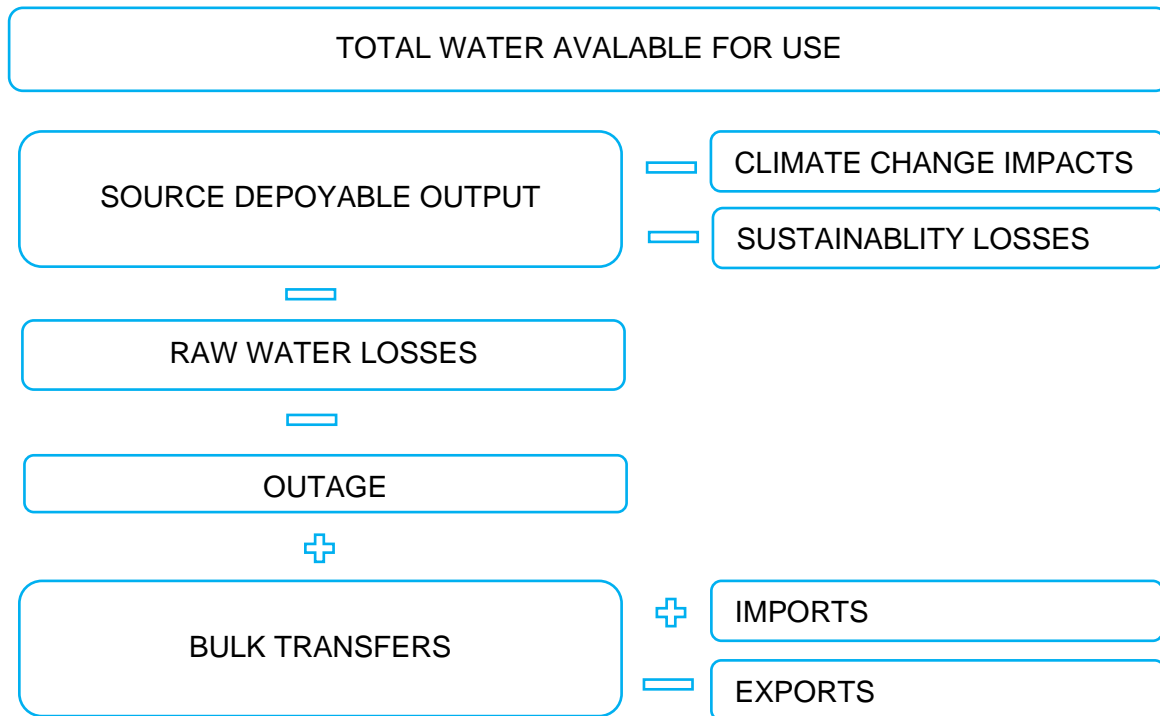 TOTAL WATER AVALABLE FOR USE
SOURCE DEPOYABLE OUTPUT
CLIMATE CHANGE IMPACTS
SUSTAINABLITY LOSSES
RAW WATER LOSSES
OUTAGE
BULK TRANSFERS
IMPORTS
EXPORTS